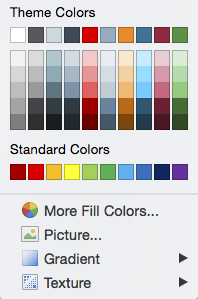 Theme Colors
Standard Colors
More Fill Colors...
Picture...
Gradient
Texture